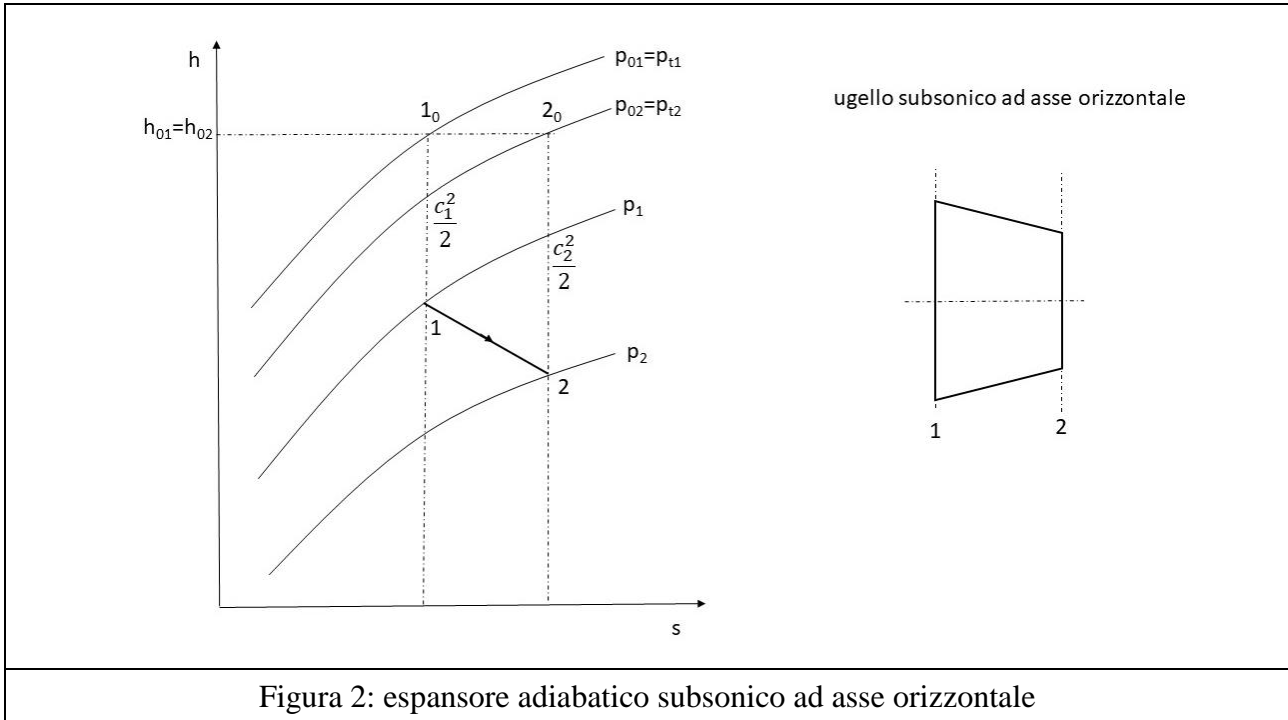 h
p₀₁=pₜ₁
p₀₂=pₜ₂
h₀₁=h₀₂
1₀
2₀
c₁²/2
p₁
c₂²/2
1
p₂
2
s
ugello subsonico ad asse orizzontale
1
2
Figura 2: espansore adiabatico subsonico ad asse orizzontale